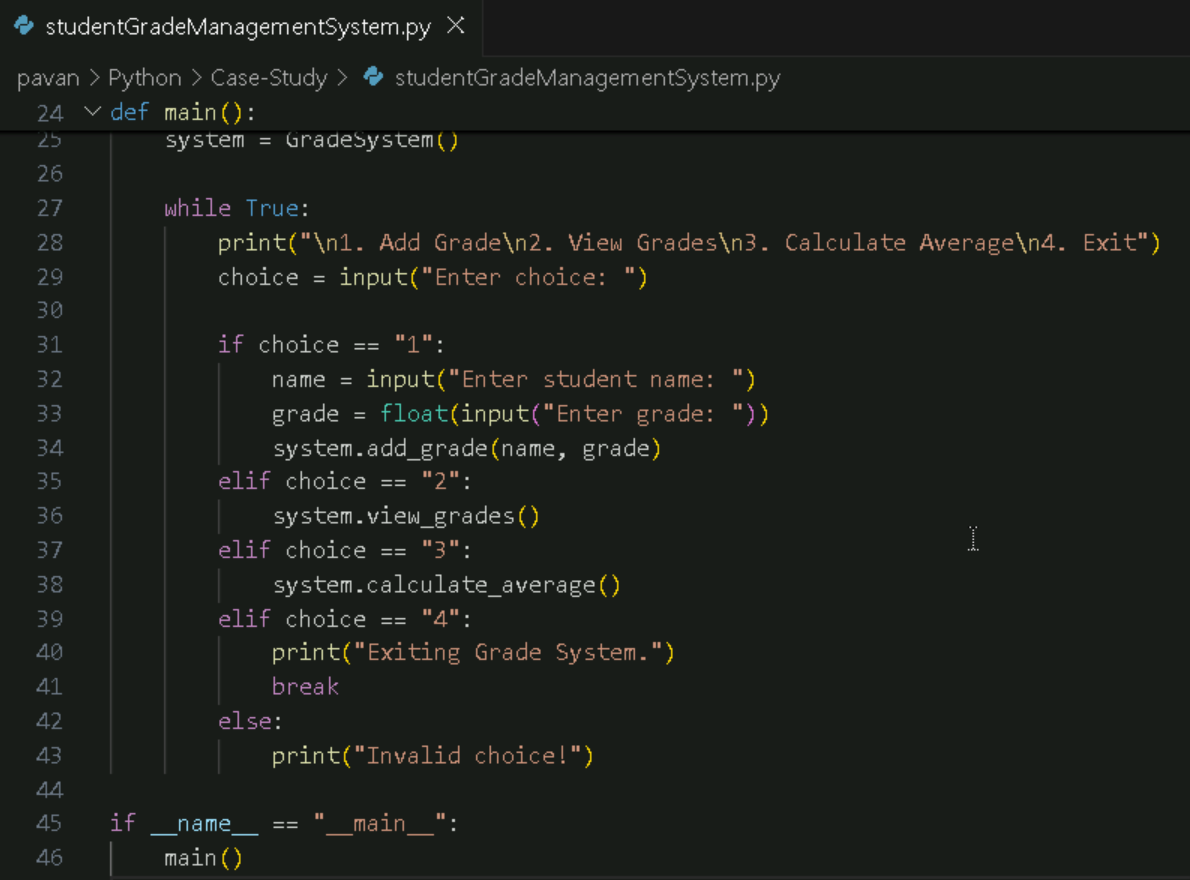 studentGradeManagementSystem.py
pavan > Python > Case-Study > studentGradeManagementSystem.py
24 def main():
25 system = GradeSystem()
26
27 while True:
28 print("\n1. Add Grade\n2. View Grades\n3. Calculate Average\n4. Exit")
29 choice = input("Enter choice: ")
30
31 if choice == "1":
32 name = input("Enter student name: ")
33 grade = float(input("Enter grade: "))
34 system.add_grade(name, grade)
35 elif choice == "2":
36 system.view_grades()
37 elif choice == "3":
38 system.calculate_average()
39 elif choice == "4":
40 print("Exiting Grade System.")
41 break
42 else:
43 print("Invalid choice!")
44
45 if __name__ == "__main__":
46 main()